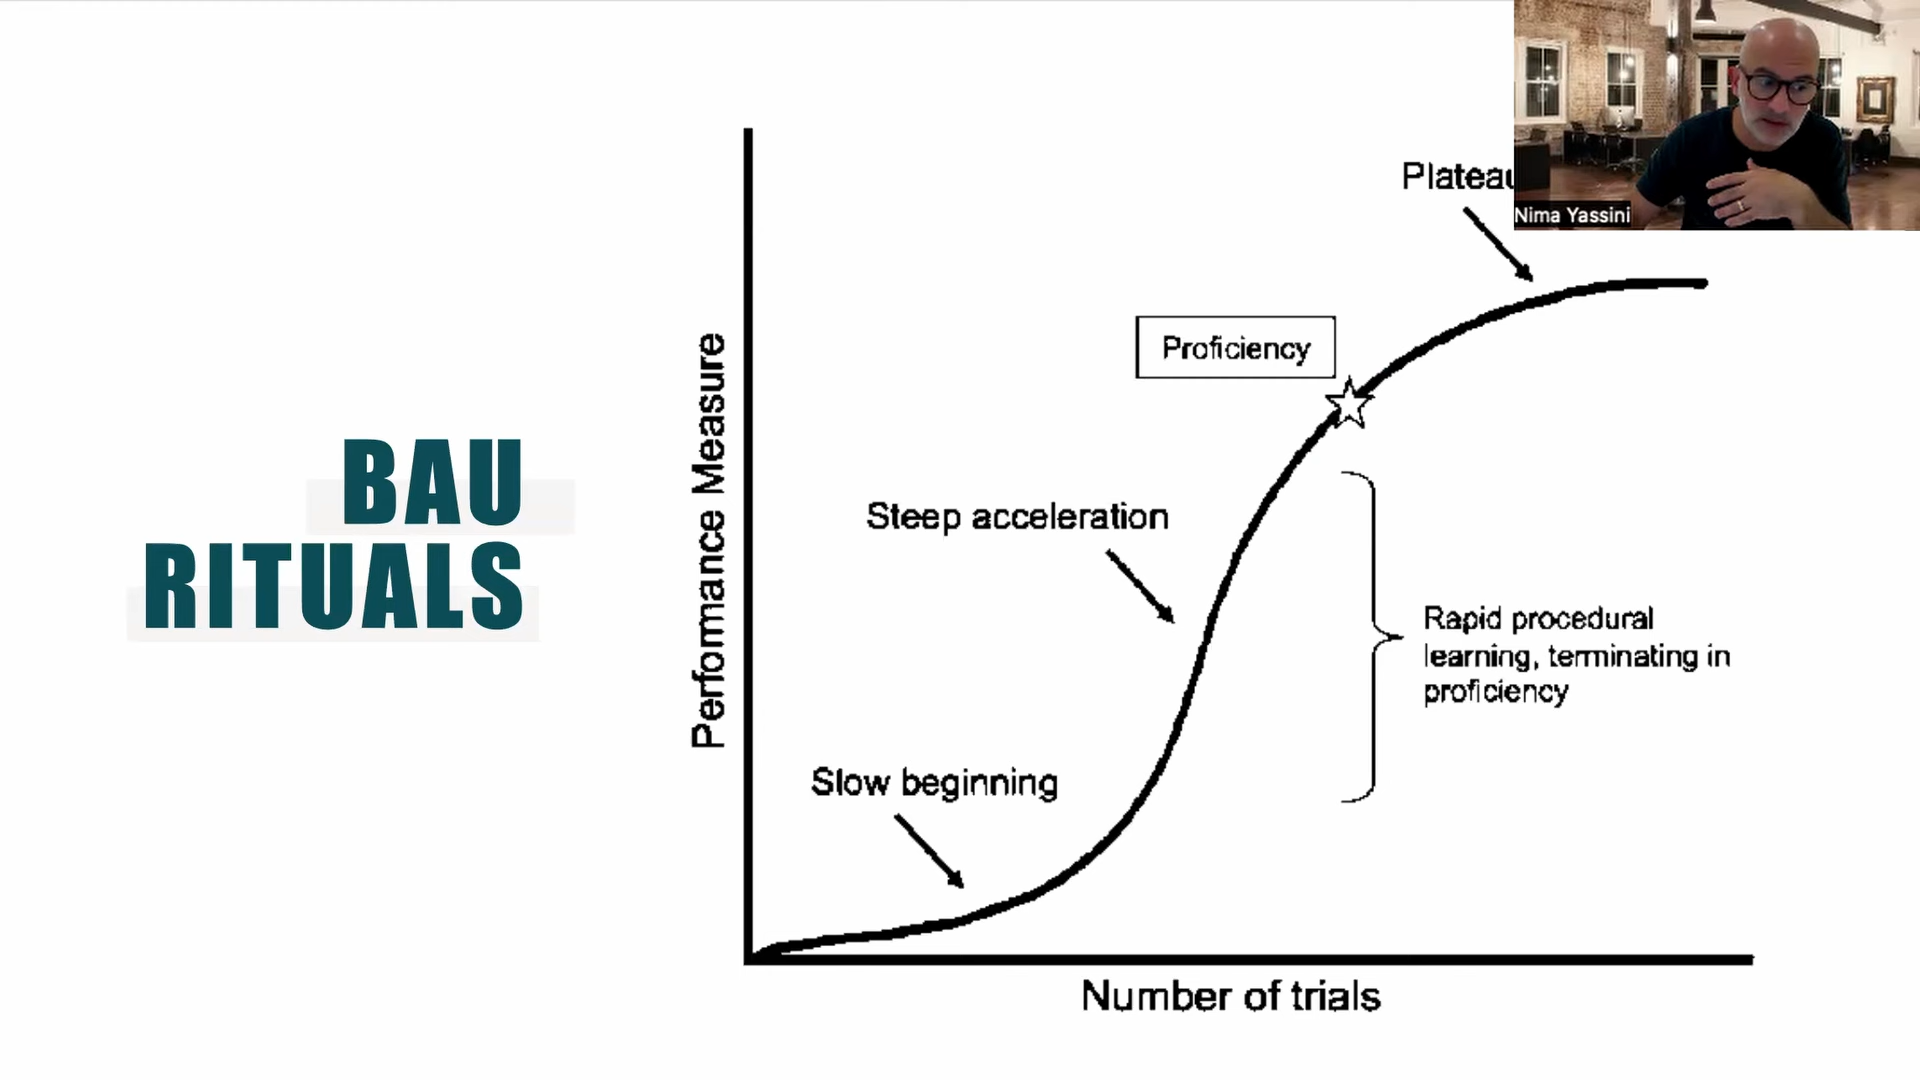 BAU
RITUALS
Nima Yassini
Proficiency
Steep acceleration
Slow beginning
Rapid procedural
learning, terminating in
proficiency
Performance Measure
Number of trials